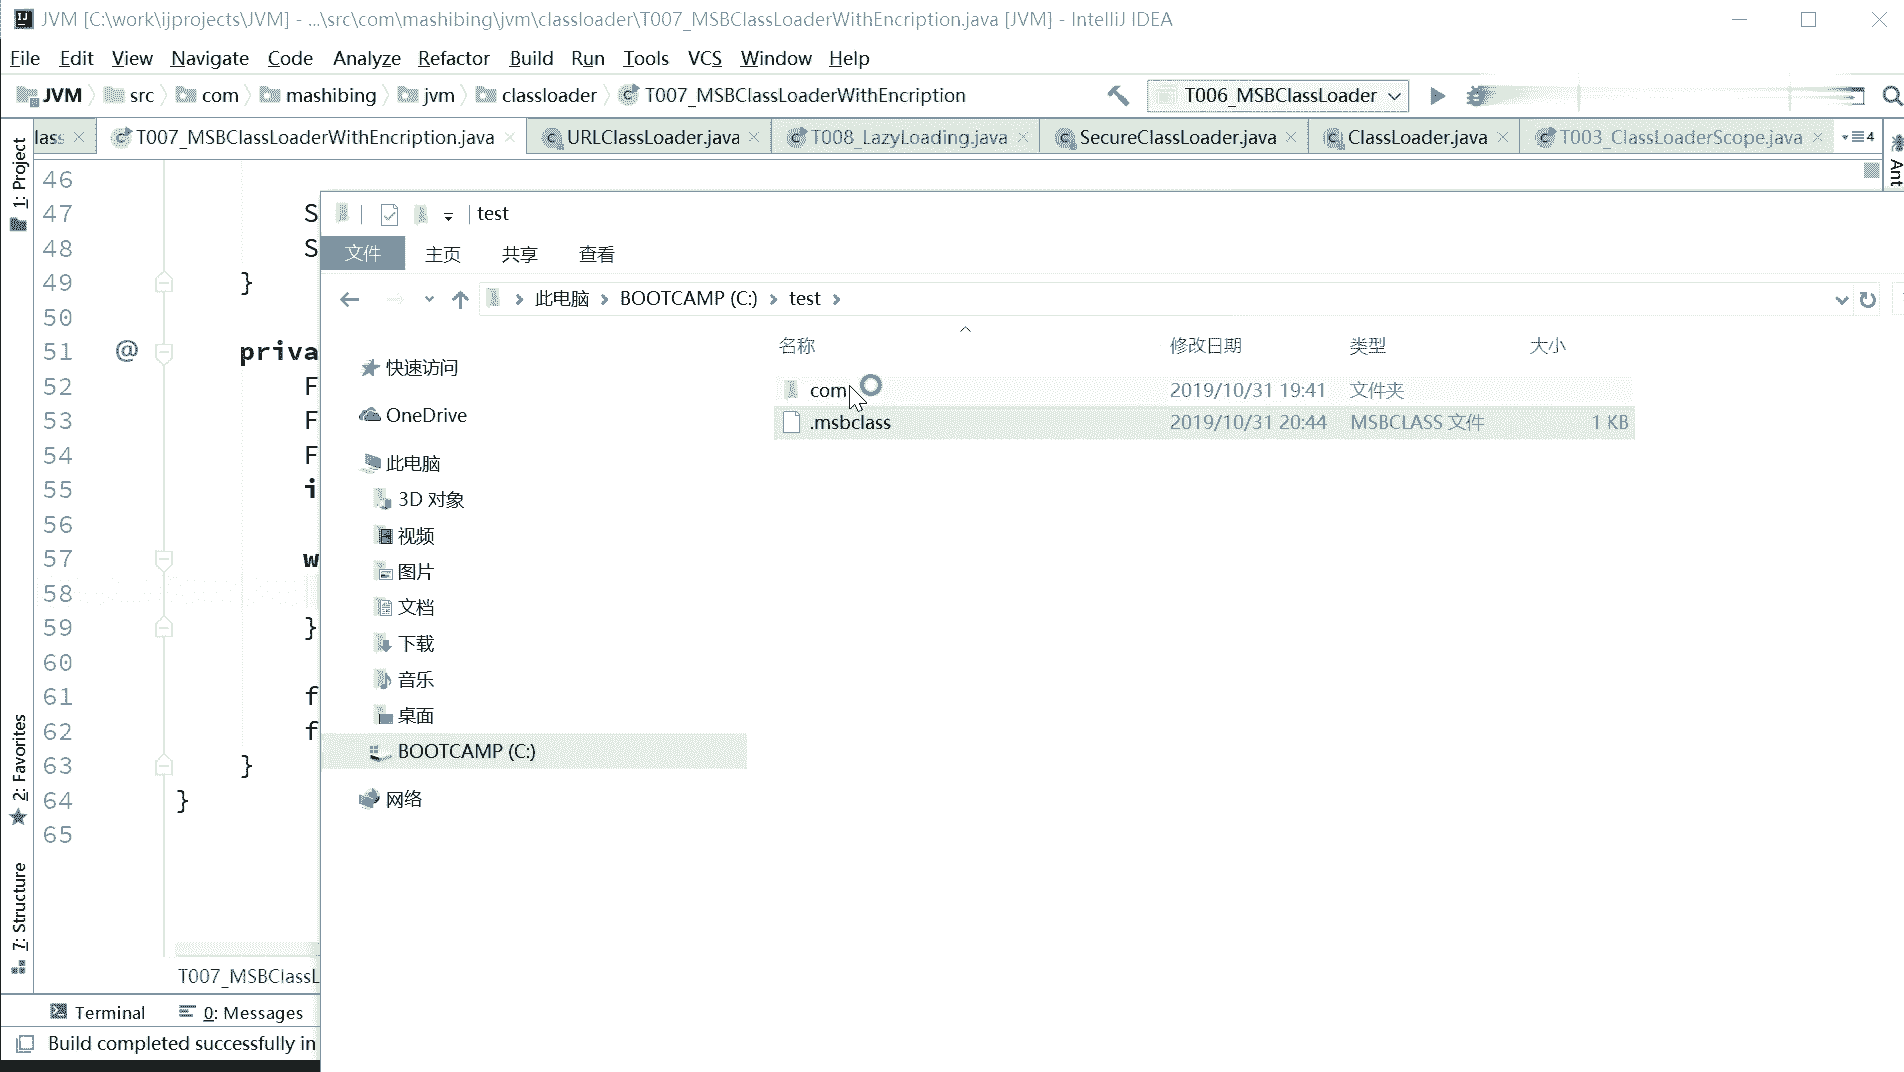 JVM [C:\work\ijprojects\JVM] - ...\src\com\mashibing\jvm\classloader\T007_MSBClassLoaderWithEncription.java [JVM] - IntelliJ IDEA
File Edit View Navigate Code Analyze Refactor Build Run Tools VCS Window Help
JVM src com mashibing jvm classloader T007_MSBClassLoaderWithEncription T006_MSBClassLoader
lass T007_MSBClassLoaderWithEncription.java URLClassLoader.java T008_LazyLoading.java SecureClassLoader.java ClassLoader.java T003_ClassLoaderScope.java 4
1: Project
Ant
2: Favorites
7: Structure
46
47 S
48 S
49 }
50
51 @ priva
52 F
53 F
54 F
55 i
56
57 w
58
59 }
60
61 f
62 f
63 }
64 }
65
T007_MSBClassL
Terminal 0: Messages
Build completed successfully in
test
文件 主页 共享 查看
此电脑 BOOTCAMP (C:) test
名称 修改日期 类型 大小
com 2019/10/31 19:41 文件夹
.msbclass 2019/10/31 20:44 MSBCLASS 文件 1 KB
快速访问
OneDrive
此电脑
3D 对象
视频
图片
文档
下载
音乐
桌面
BOOTCAMP (C:)
网络